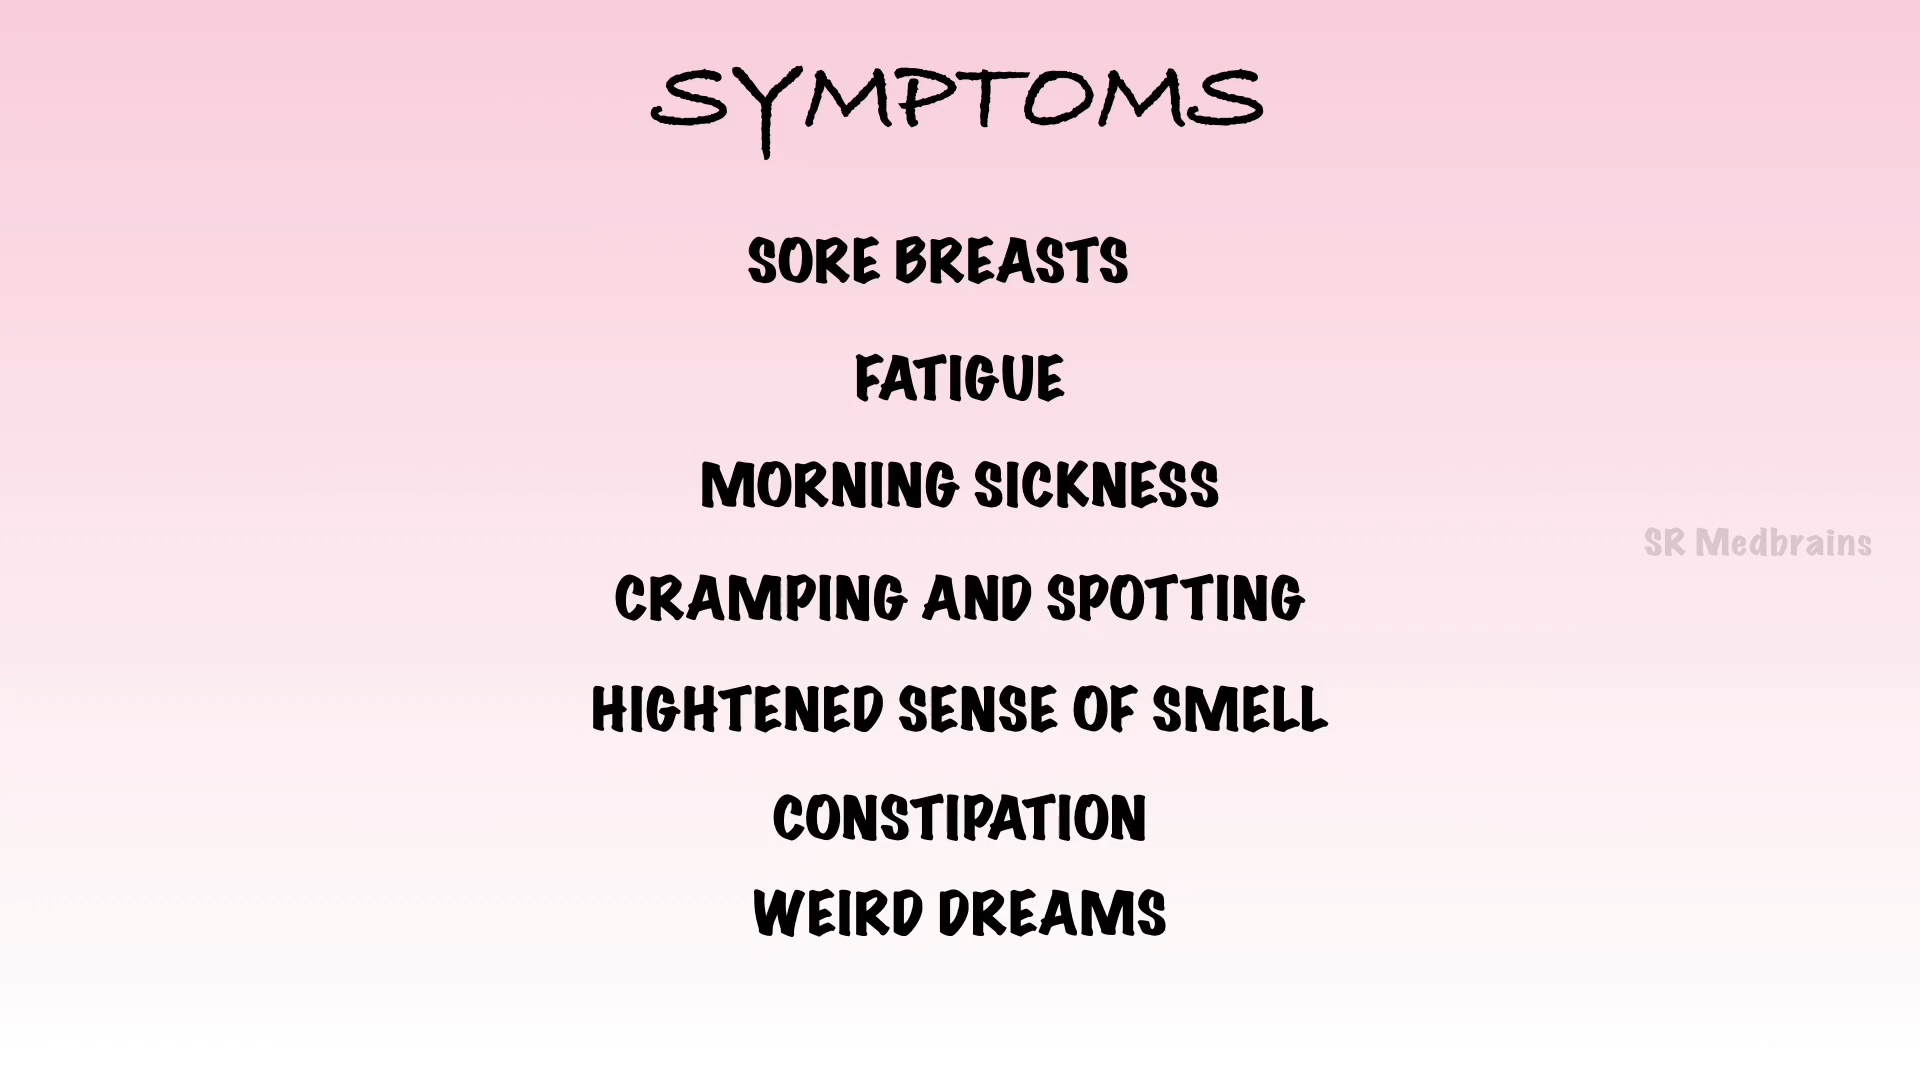 SYMPTOMS
SORE BREASTS
FATIGUE
MORNING SICKNESS
SR Medbrains
CRAMPING AND SPOTTING
HIGHTENED SENSE OF SMELL
CONSTIPATION
WEIRD DREAMS